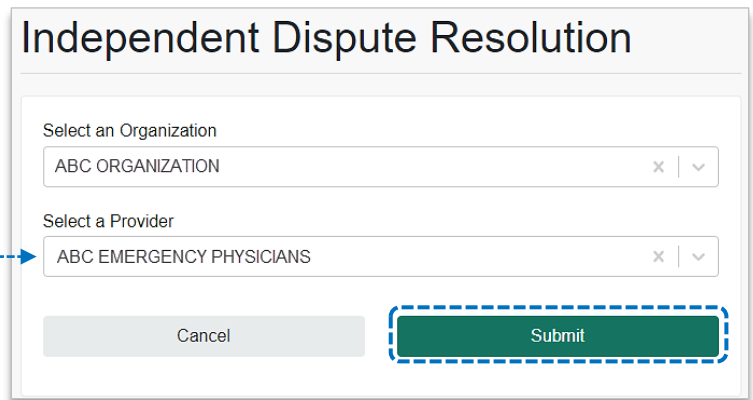 Independent Dispute Resolution
Select an Organization
ABC ORGANIZATION
Select a Provider
ABC EMERGENCY PHYSICIANS
Cancel
Submit